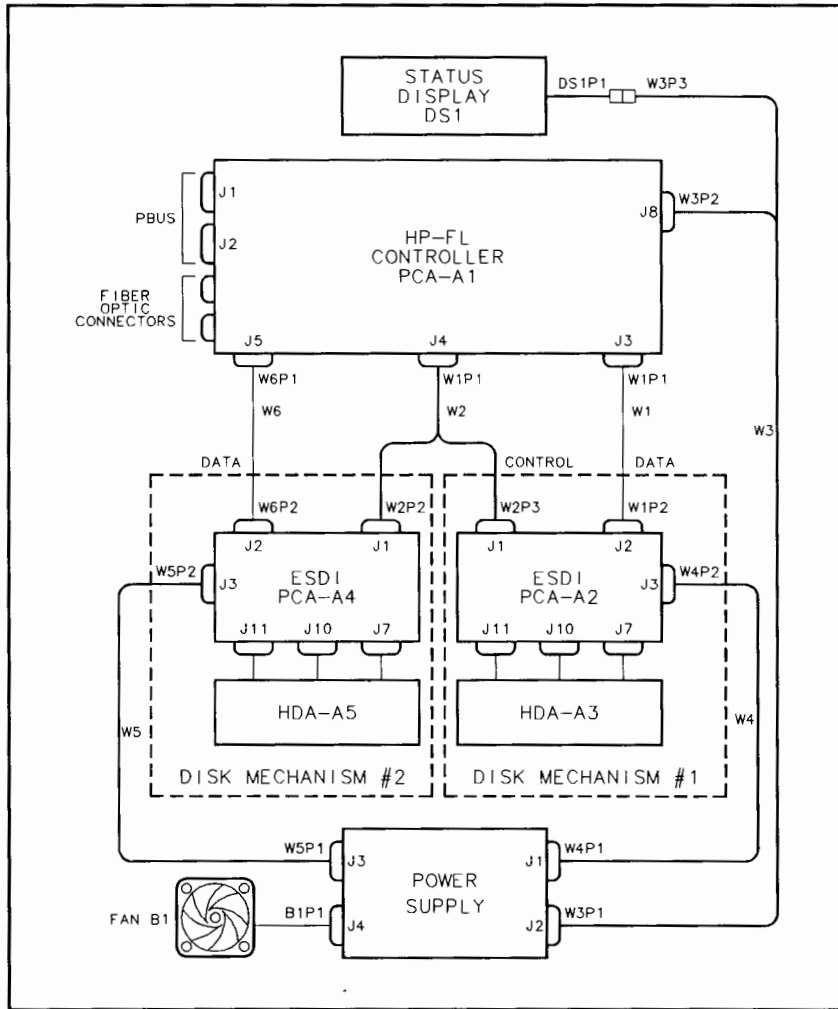 STATUS
DISPLAY
DS1
DS1P1
W3P3
PBUS
J1
J2
FIBER
OPTIC
CONNECTORS
HP-FL
CONTROLLER
PCA-A1
J8
W3P2
J5
J4
J3
W6P1
W1P1
W1P1
W6
W2
W1
W3
DATA
CONTROL
DATA
W6P2
W2P2
W2P3
W1P2
J2
J1
J1
J2
W5P2
J3
ESDI
PCA-A4
ESDI
PCA-A2
J3
W4P2
J11
J10
J7
J11
J10
J7
HDA-A5
HDA-A3
W5
W4
DISK MECHANISM #2
DISK MECHANISM #1
W5P1
J3
POWER
SUPPLY
J1
W4P1
FAN B1
B1P1
J4
J2
W3P1